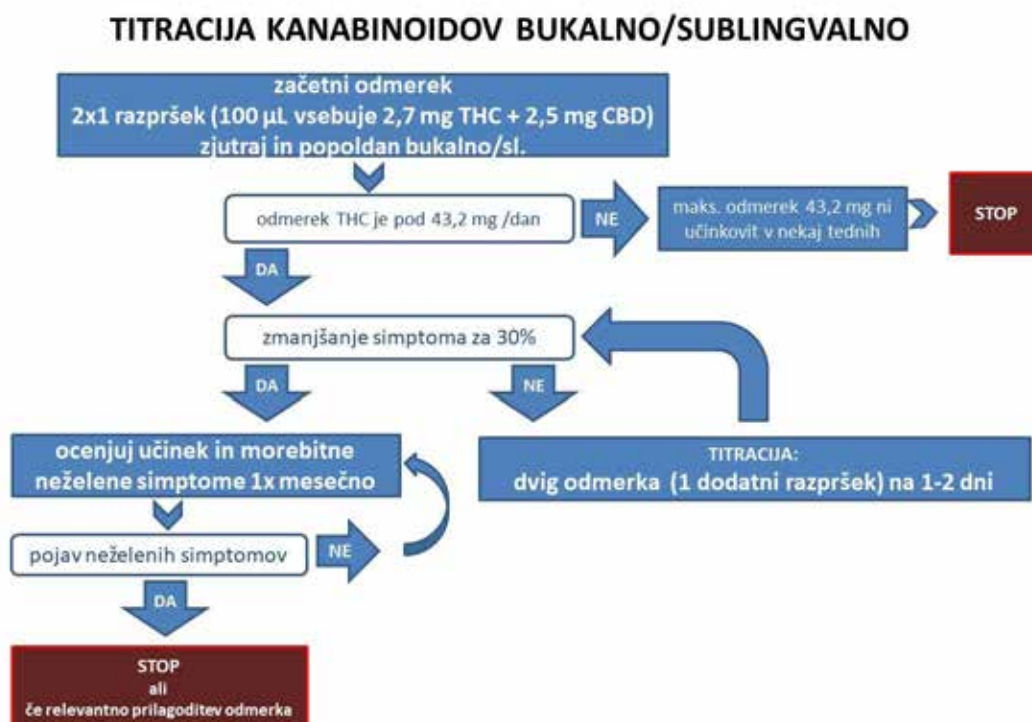 TITRACIJA KANABINOIDOV BUKALNO/SUBLINGVALNO
začetni odmerek
2x1 razpršek (100 µL vsebuje 2,7 mg THC + 2,5 mg CBD)
zjutraj in popoldan bukalno/sl.
odmerek THC je pod 43,2 mg /dan
NE
maks. odmerek 43,2 mg ni
učinkovit v nekaj tednih
STOP
DA
zmanjšanje simptoma za 30%
DA
NE
ocenjuj učinek in morebitne
neželene simptome 1x mesečno
TITRACIJA:
dvig odmerka (1 dodatni razpršek) na 1-2 dni
pojav neželenih simptomov
NE
DA
STOP
ali
če relevantno prilagoditev odmerka